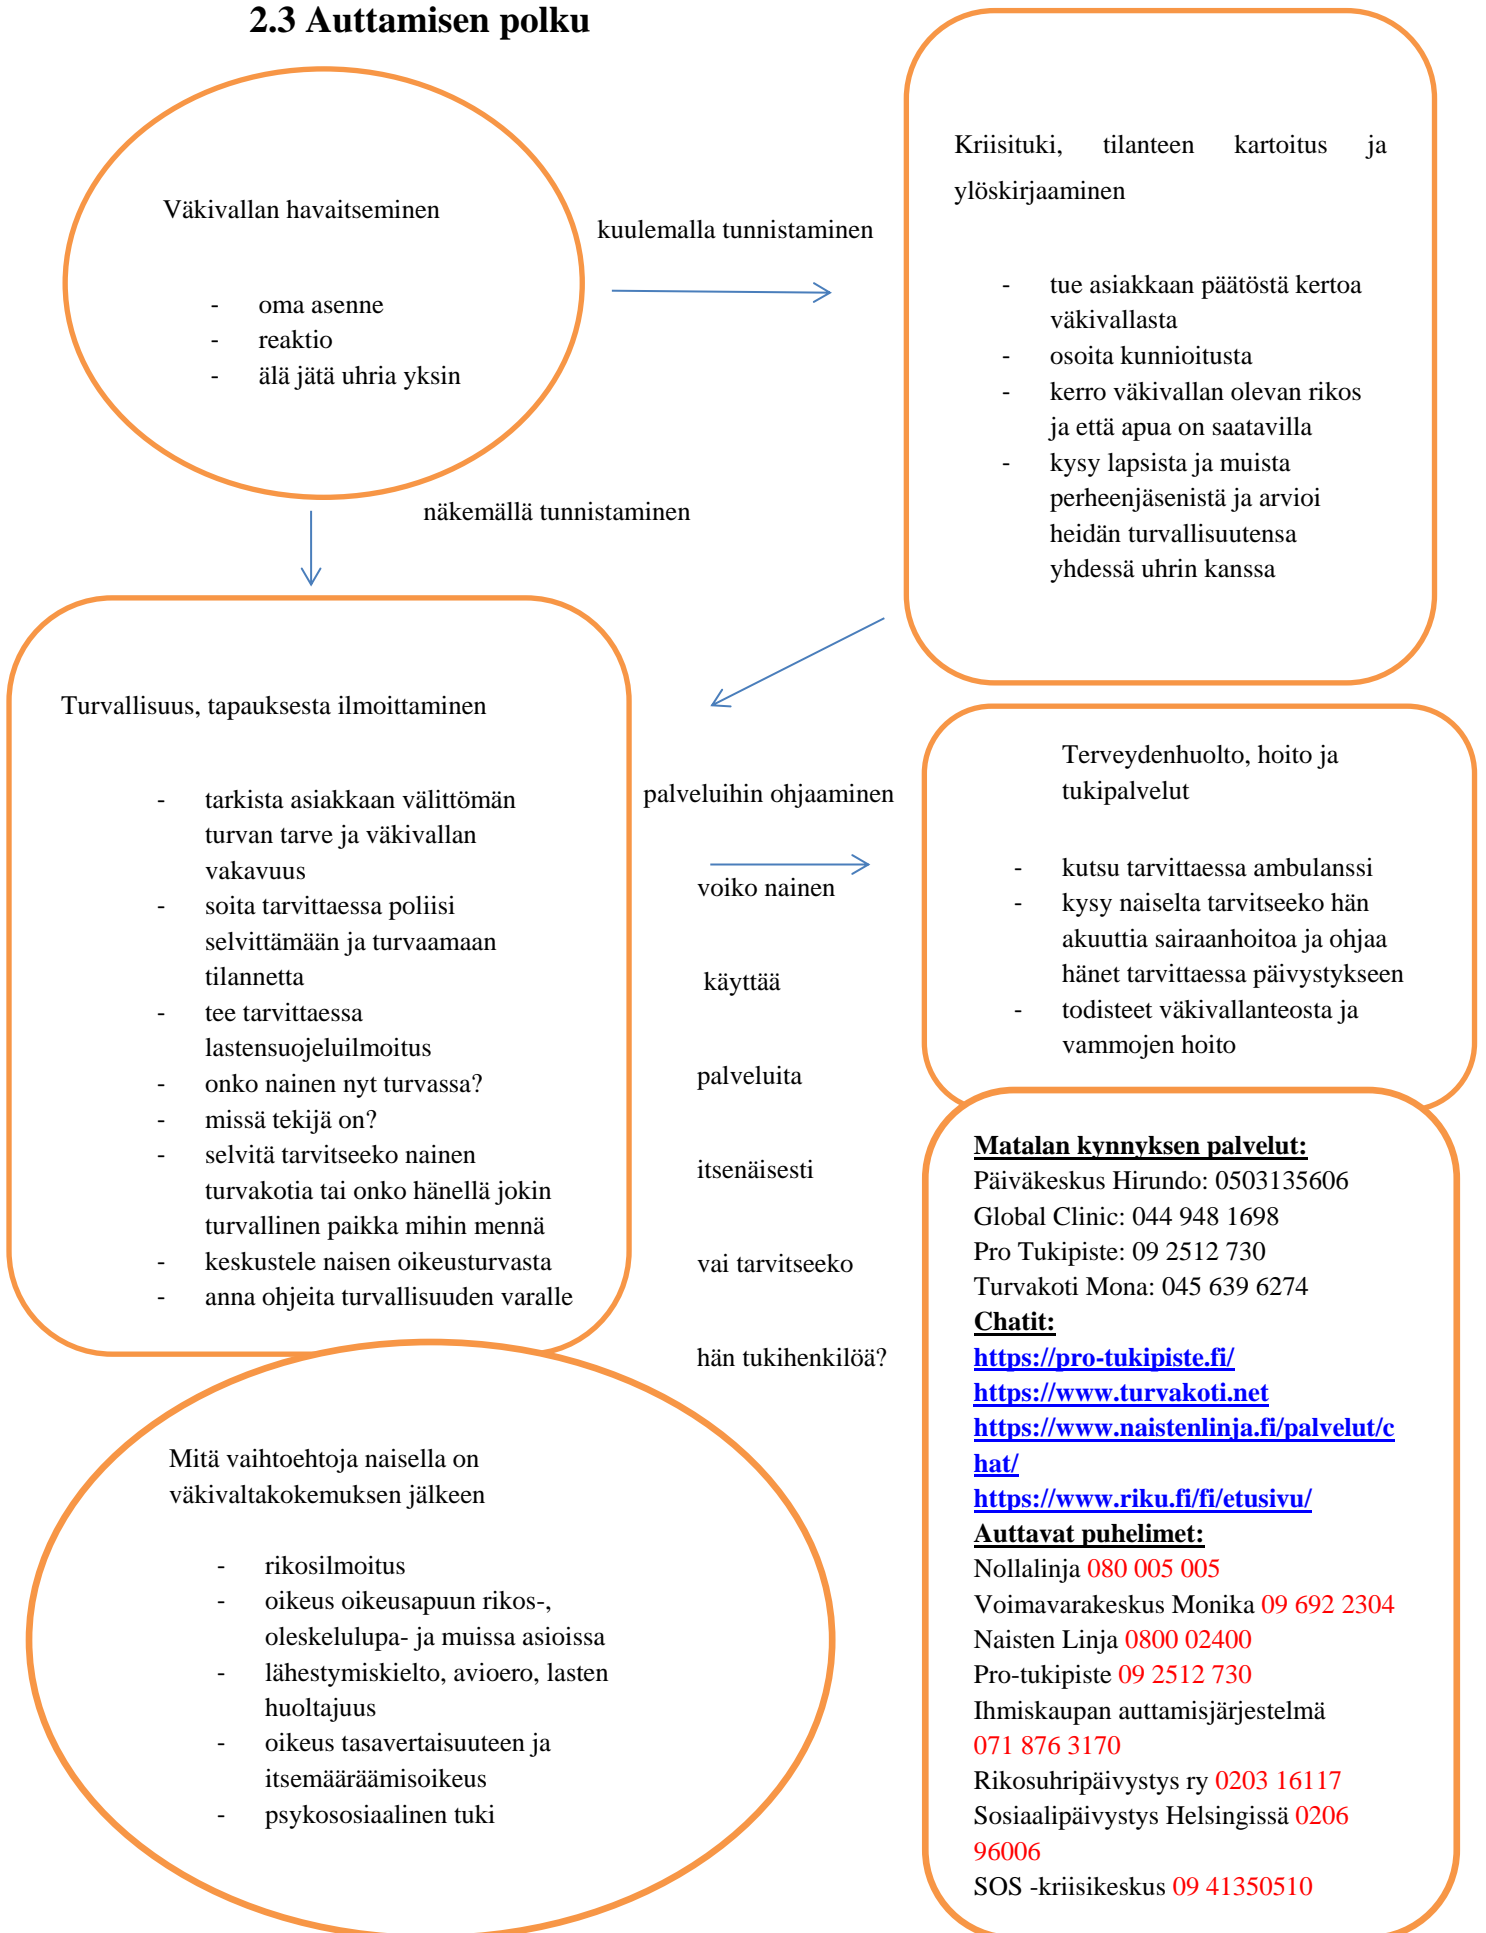 2.3 Auttamisen polku
Väkivallan havaitseminen
- oma asenne
- reaktio
- älä jätä uhria yksin
kuulemalla tunnistaminen
Kriisituki, tilanteen kartoitus ja
ylöskirjaaminen
- tue asiakkaan päätöstä kertoa
väkivallasta
- osoita kunnioitusta
- kerro väkivallan olevan rikos
ja että apua on saatavilla
- kysy lapsista ja muista
perheenjäsenistä ja arvioi
heidän turvallisuutensa
yhdessä uhrin kanssa
näkemällä tunnistaminen
Turvallisuus, tapauksesta ilmoittaminen
- tarkista asiakkaan välittömän
turvan tarve ja väkivallan
vakavuus
- soita tarvittaessa poliisi
selvittämään ja turvaamaan
tilannetta
- tee tarvittaessa
lastensuojeluilmoitus
- onko nainen nyt turvassa?
- missä tekijä on?
- selvitä tarvitseeko nainen
turvakotia tai onko hänellä jokin
turvallinen paikka mihin mennä
- keskustele naisen oikeusturvasta
- anna ohjeita turvallisuuden varalle
palveluihin ohjaaminen
voiko nainen
käyttää
palveluita
itsenäisesti
vai tarvitseeko
hän tukihenkilöä?
Terveydenhuolto, hoito ja
tukipalvelut
- kutsu tarvittaessa ambulanssi
- kysy naiselta tarvitseeko hän
akuuttia sairaanhoitoa ja ohjaa
hänet tarvittaessa päivystykseen
- todisteet väkivallanteosta ja
vammojen hoito
Mitä vaihtoehtoja naisella on
väkivaltakokemuksen jälkeen
- rikosilmoitus
- oikeus oikeusapuun rikos-,
oleskelulupa- ja muissa asioissa
- lähestymiskielto, avioero, lasten
huoltajuus
- oikeus tasavertaisuuteen ja
itsemääräämisoikeus
- psykososiaalinen tuki
Matalan kynnyksen palvelut:
Päiväkeskus Hirundo: 0503135606
Global Clinic: 044 948 1698
Pro Tukipiste: 09 2512 730
Turvakoti Mona: 045 639 6274
Chatit:
https://pro-tukipiste.fi/
https://www.turvakoti.net
https://www.naistenlinja.fi/palvelut/c
hat/
https://www.riku.fi/fi/etusivu/
Auttavat puhelimet:
Nollalinja 080 005 005
Voimavarakeskus Monika 09 692 2304
Naisten Linja 0800 02400
Pro-tukipiste 09 2512 730
Ihmiskaupan auttamisjärjestelmä
071 876 3170
Rikosuhripäivystys ry 0203 16117
Sosiaalipäivystys Helsingissä 0206
96006
SOS -kriisikeskus 09 41350510